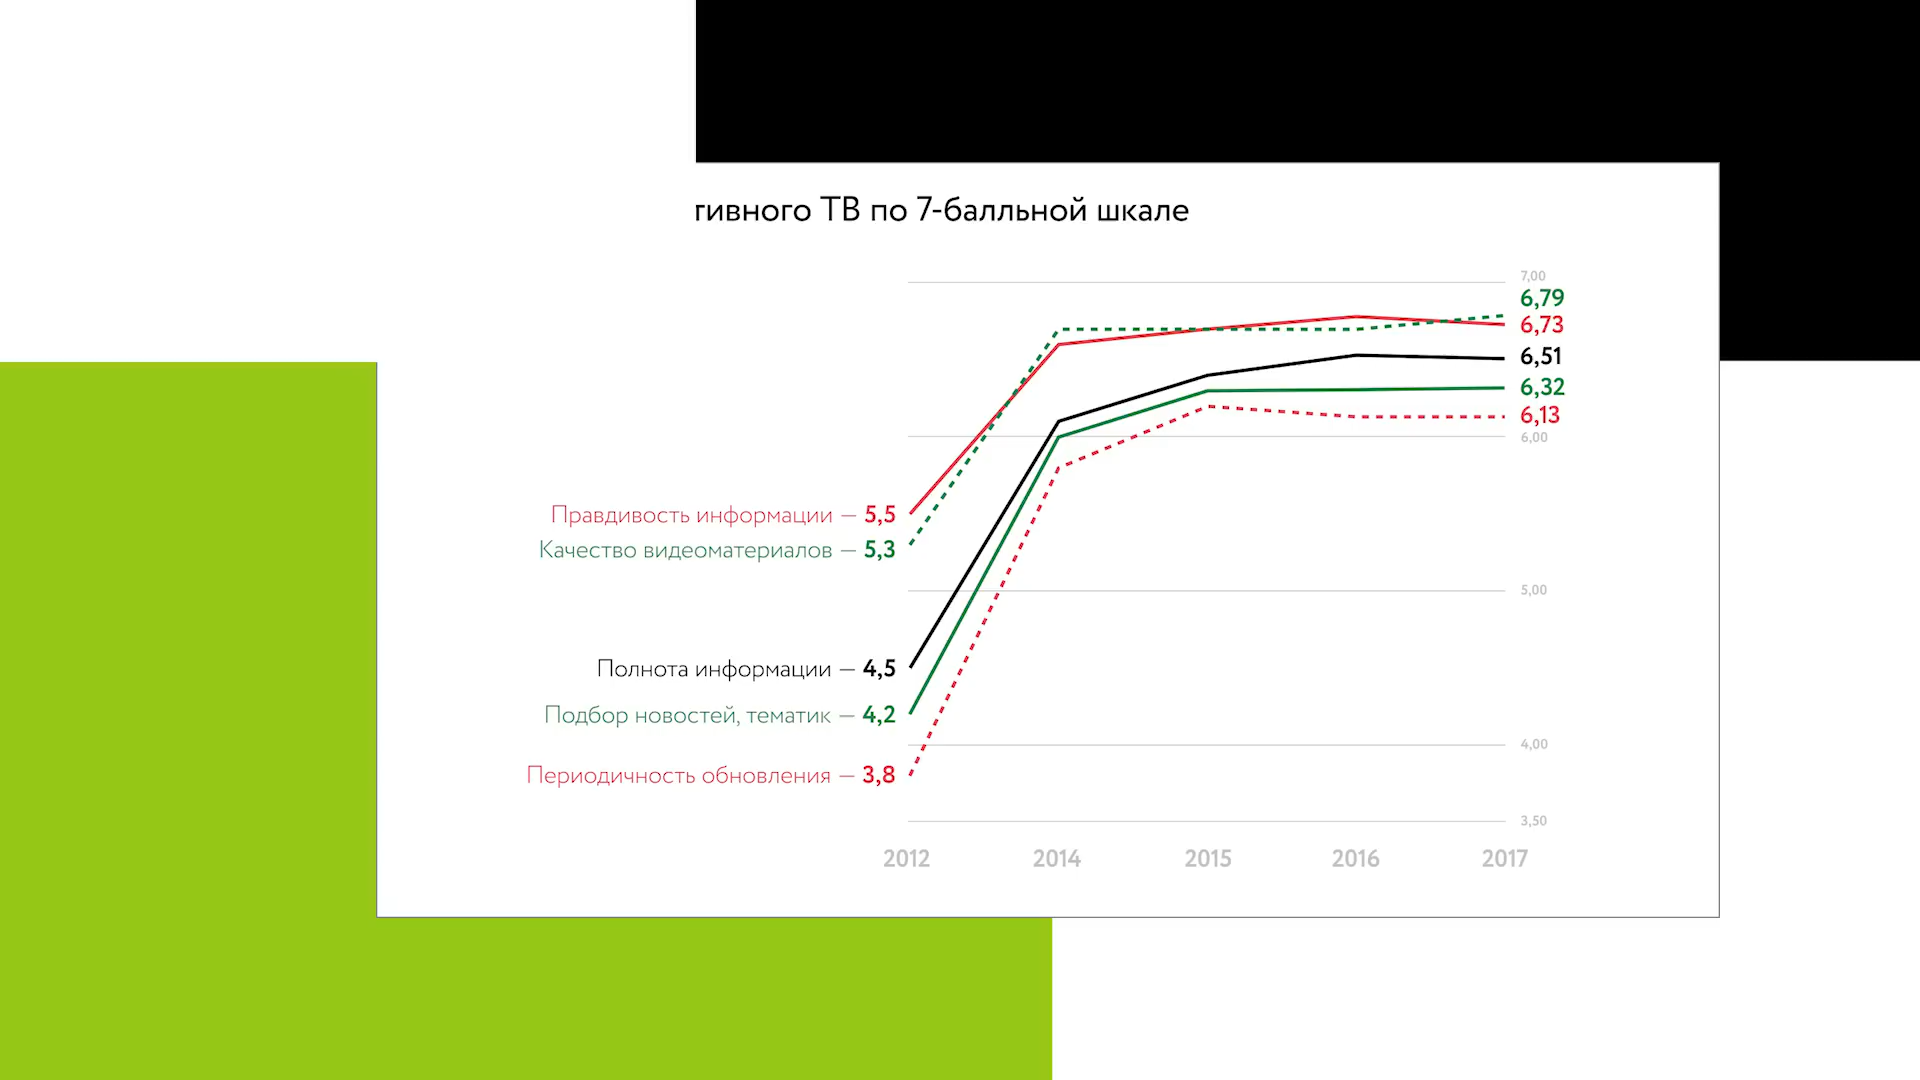 тивного ТВ по 7-балльной шкале
7,00
6,79
6,73
6,51
6,32
6,13
6,00
Правдивость информации — 5,5
Качество видеоматериалов — 5,3
5,00
Полнота информации — 4,5
Подбор новостей, тематик — 4,2
4,00
Периодичность обновления — 3,8
3,50
2012 2014 2015 2016 2017